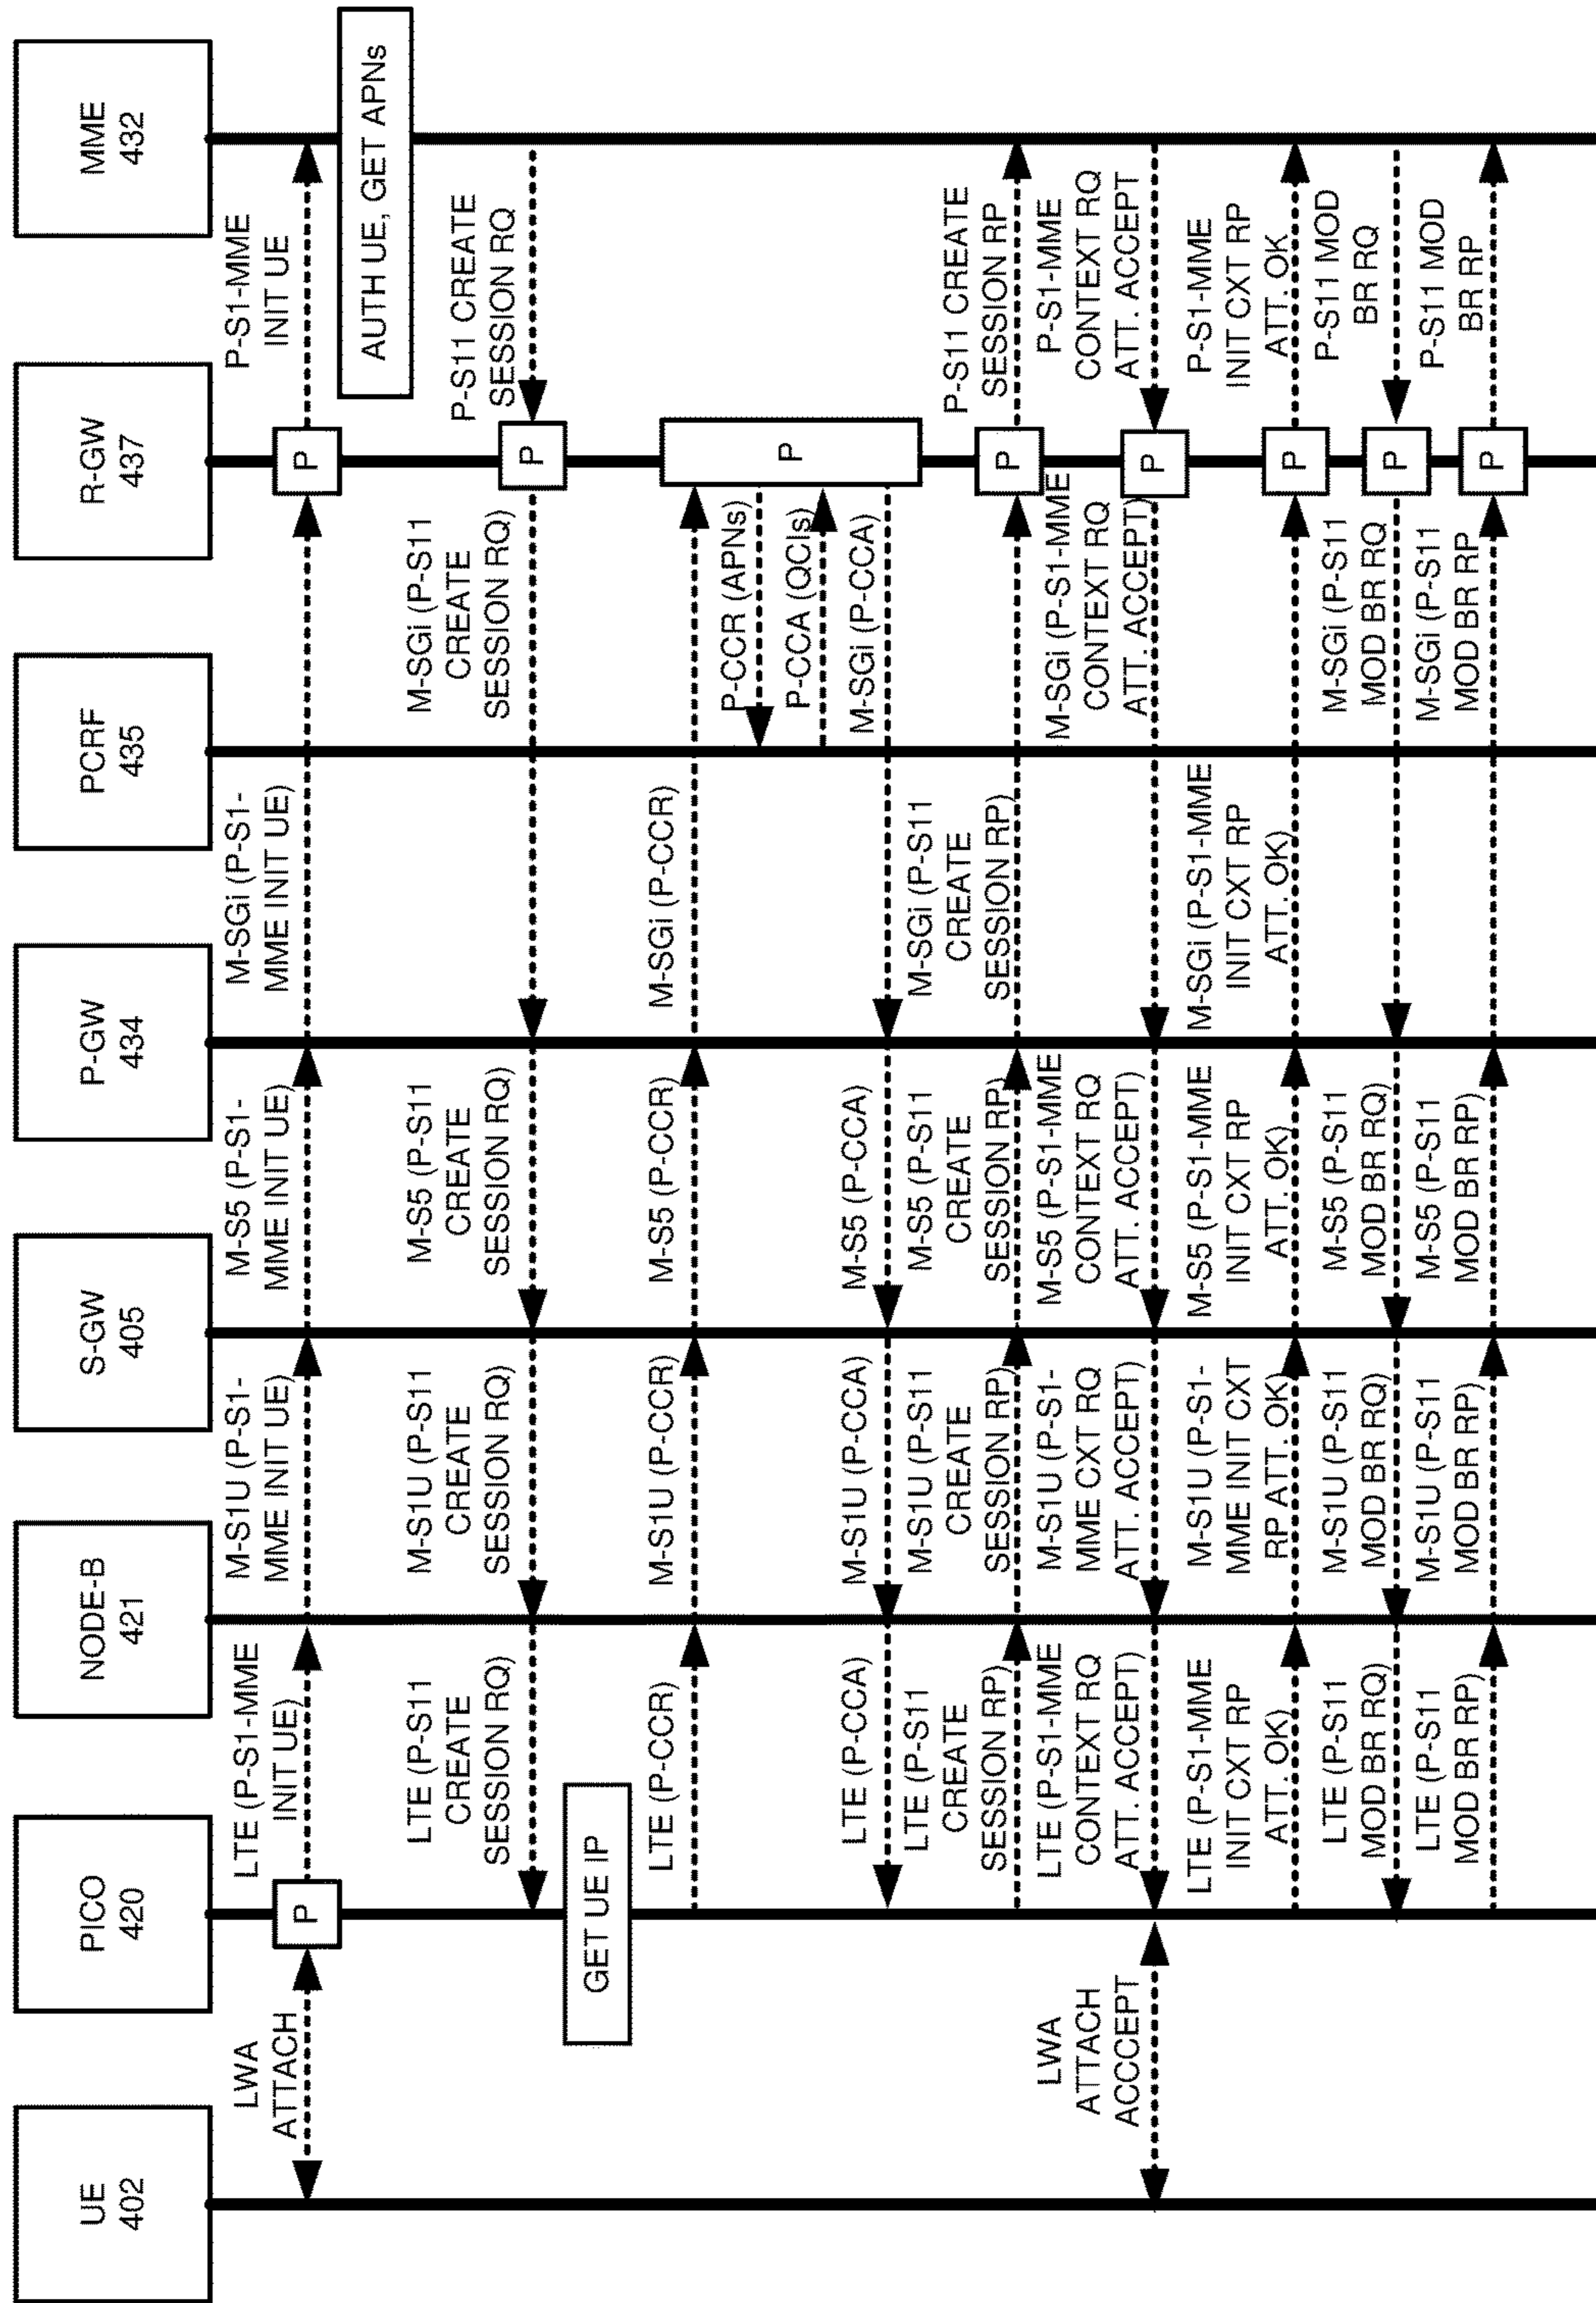 UE
402
PICO
420
NODE-B
421
S-GW
405
P-GW
434
PCRF
435
R-GW
437
MME
432
LWA
ATTACH
P
LTE (P-S1-MME
INIT UE)
M-S1U (P-S1-
MME INIT UE)
M-S5 (P-S1-
MME INIT UE)
M-SGi (P-S1-
MME INIT UE)
P
P-S1-MME
INIT UE
AUTH UE, GET APNs
LTE (P-S11
CREATE
SESSION RQ)
M-S1U (P-S11
CREATE
SESSION RQ)
M-S5 (P-S11
CREATE
SESSION RQ)
M-SGi (P-S11
CREATE
SESSION RQ)
P
P-S11 CREATE
SESSION RQ
GET UE IP
LTE (P-CCR)
M-S1U (P-CCR)
M-S5 (P-CCR)
M-SGi (P-CCR)
P
P-CCR (APNs)
P-CCA (QCIs)
LTE (P-CCA)
M-S1U (P-CCA)
M-S5 (P-CCA)
M-SGi (P-CCA)
LTE (P-S11
CREATE
SESSION RP)
M-S1U (P-S11
CREATE
SESSION RP)
M-S5 (P-S11
CREATE
SESSION RP)
M-SGi (P-S11
CREATE
SESSION RP)
P
P-S11 CREATE
SESSION RP
LWA
ATTACH
ACCCEPT
LTE (P-S1-MME
CONTEXT RQ
ATT. ACCEPT)
M-S1U (P-S1-
MME CXT RQ
ATT. ACCEPT)
M-S5 (P-S1-MME
CONTEXT RQ
ATT. ACCEPT)
M-SGi (P-S1-MME
CONTEXT RQ
ATT. ACCEPT)
P
P-S1-MME
CONTEXT RQ
ATT. ACCEPT
LTE (P-S1-MME
INIT CXT RP
ATT. OK)
M-S1U (P-S1-
MME INIT CXT
RP ATT. OK)
M-S5 (P-S1-MME
INIT CXT RP
ATT. OK)
M-SGi (P-S1-MME
INIT CXT RP
ATT. OK)
P
P-S1-MME
INIT CXT RP
ATT. OK
LTE (P-S11
MOD BR RQ)
M-S1U (P-S11
MOD BR RQ)
M-S5 (P-S11
MOD BR RQ)
M-SGi (P-S11
MOD BR RQ
P
P-S11 MOD
BR RQ
LTE (P-S11
MOD BR RP)
M-S1U (P-S11
MOD BR RP)
M-S5 (P-S11
MOD BR RP)
M-SGi (P-S11
MOD BR RP
P
P-S11 MOD
BR RP